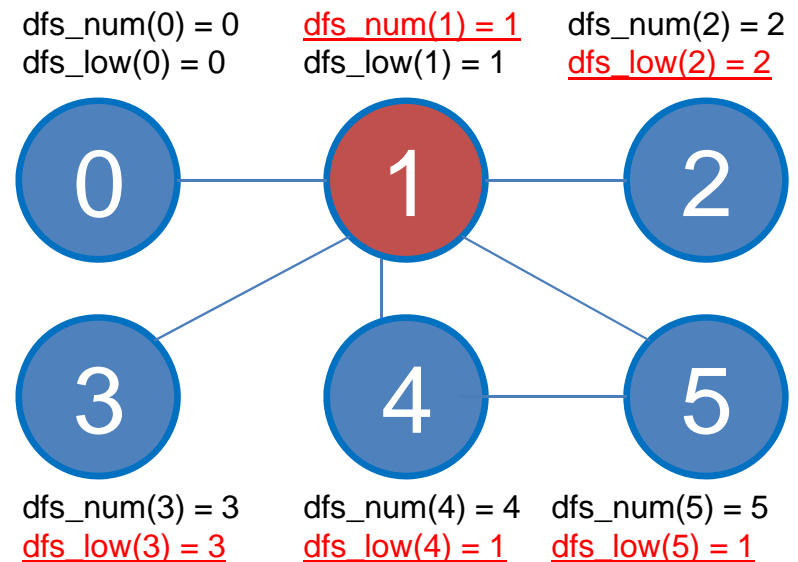 dfs_num(0) = 0 dfs_num(1) = 1 dfs_num(2) = 2
dfs_low(0) = 0 dfs_low(1) = 1 dfs_low(2) = 2
0 1 2
3 4 5
dfs_num(3) = 3 dfs_num(4) = 4 dfs_num(5) = 5
dfs_low(3) = 3 dfs_low(4) = 1 dfs_low(5) = 1